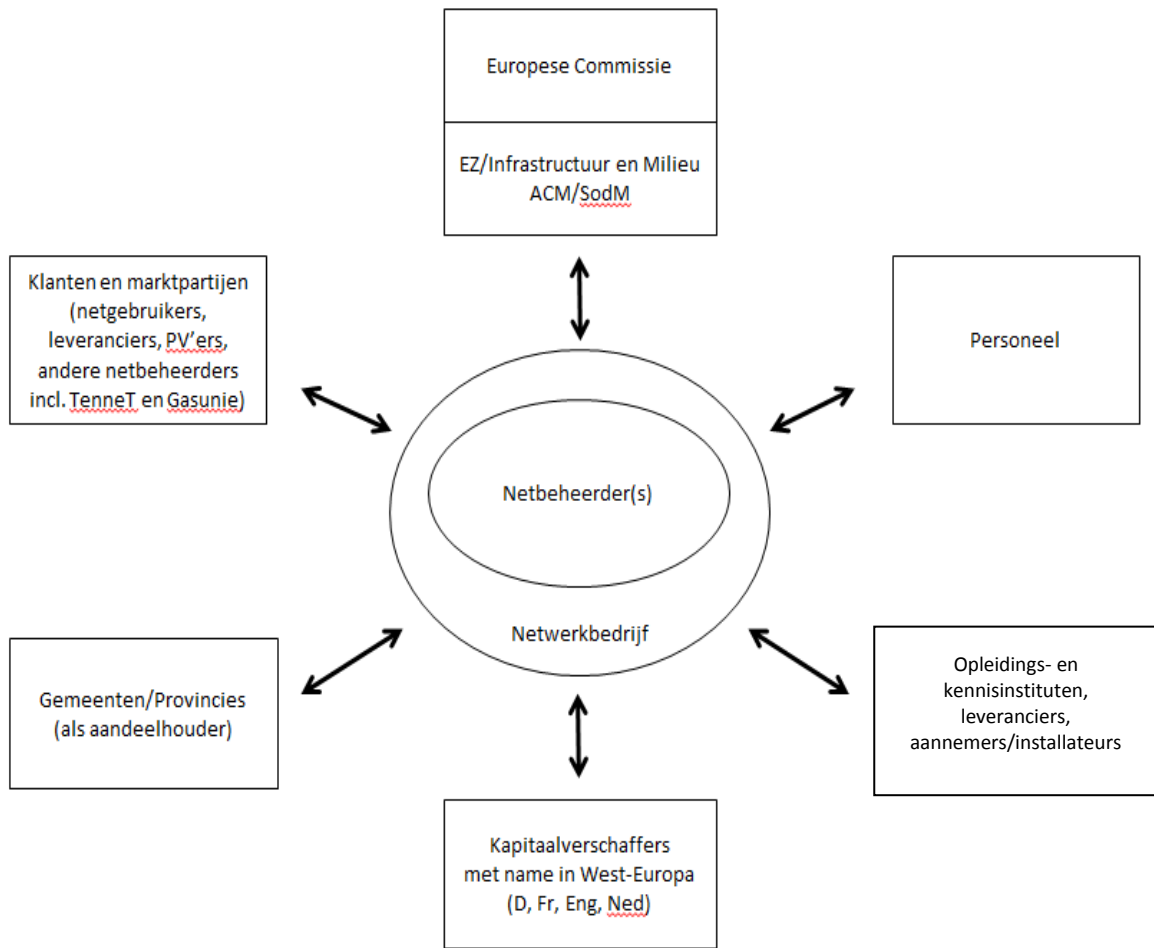 Europese Commissie
EZ/Infrastructuur en Milieu
ACM/SodM
Klanten en marktpartijen
(netgebruikers,
leveranciers, PV'ers,
andere netbeheerders
incl. TenneT en Gasunie)
Personeel
Netbeheerder(s)
Netwerkbedrijf
Gemeenten/Provincies
(als aandeelhouder)
Opleidings- en
kennisinstituten,
leveranciers,
aannemers/installateurs
Kapitaalverschaffers
met name in West-Europa
(D, Fr, Eng, Ned)